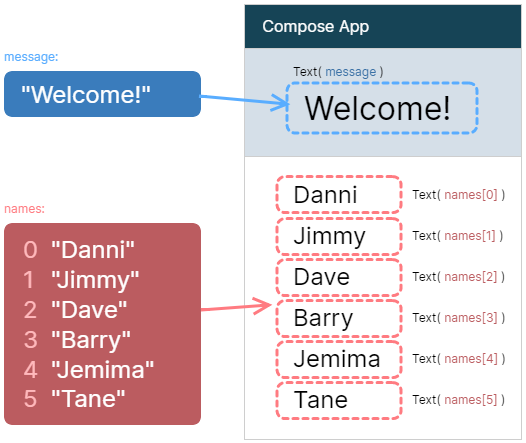 message:
"Welcome!"
names:
0 "Danni"
1 "Jimmy"
2 "Dave"
3 "Barry"
4 "Jemima"
5 "Tane"
Compose App
Text( message )
Welcome!
Danni Text( names[0] )
Jimmy Text( names[1] )
Dave Text( names[2] )
Barry Text( names[3] )
Jemima Text( names[4] )
Tane Text( names[5] )